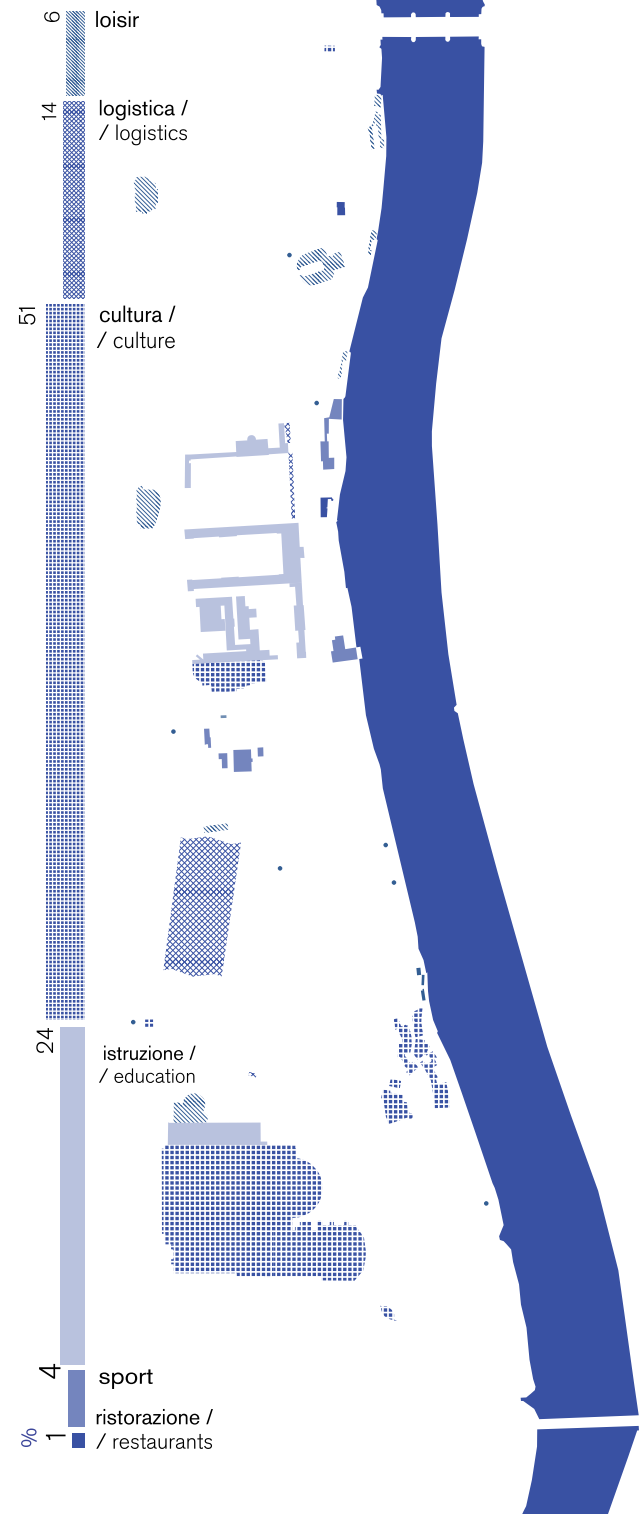 6
loisir
14
logistica /
/ logistics
51
cultura /
/ culture
24
istruzione /
/ education
4
sport
ristorazione /
/ restaurants
1
%